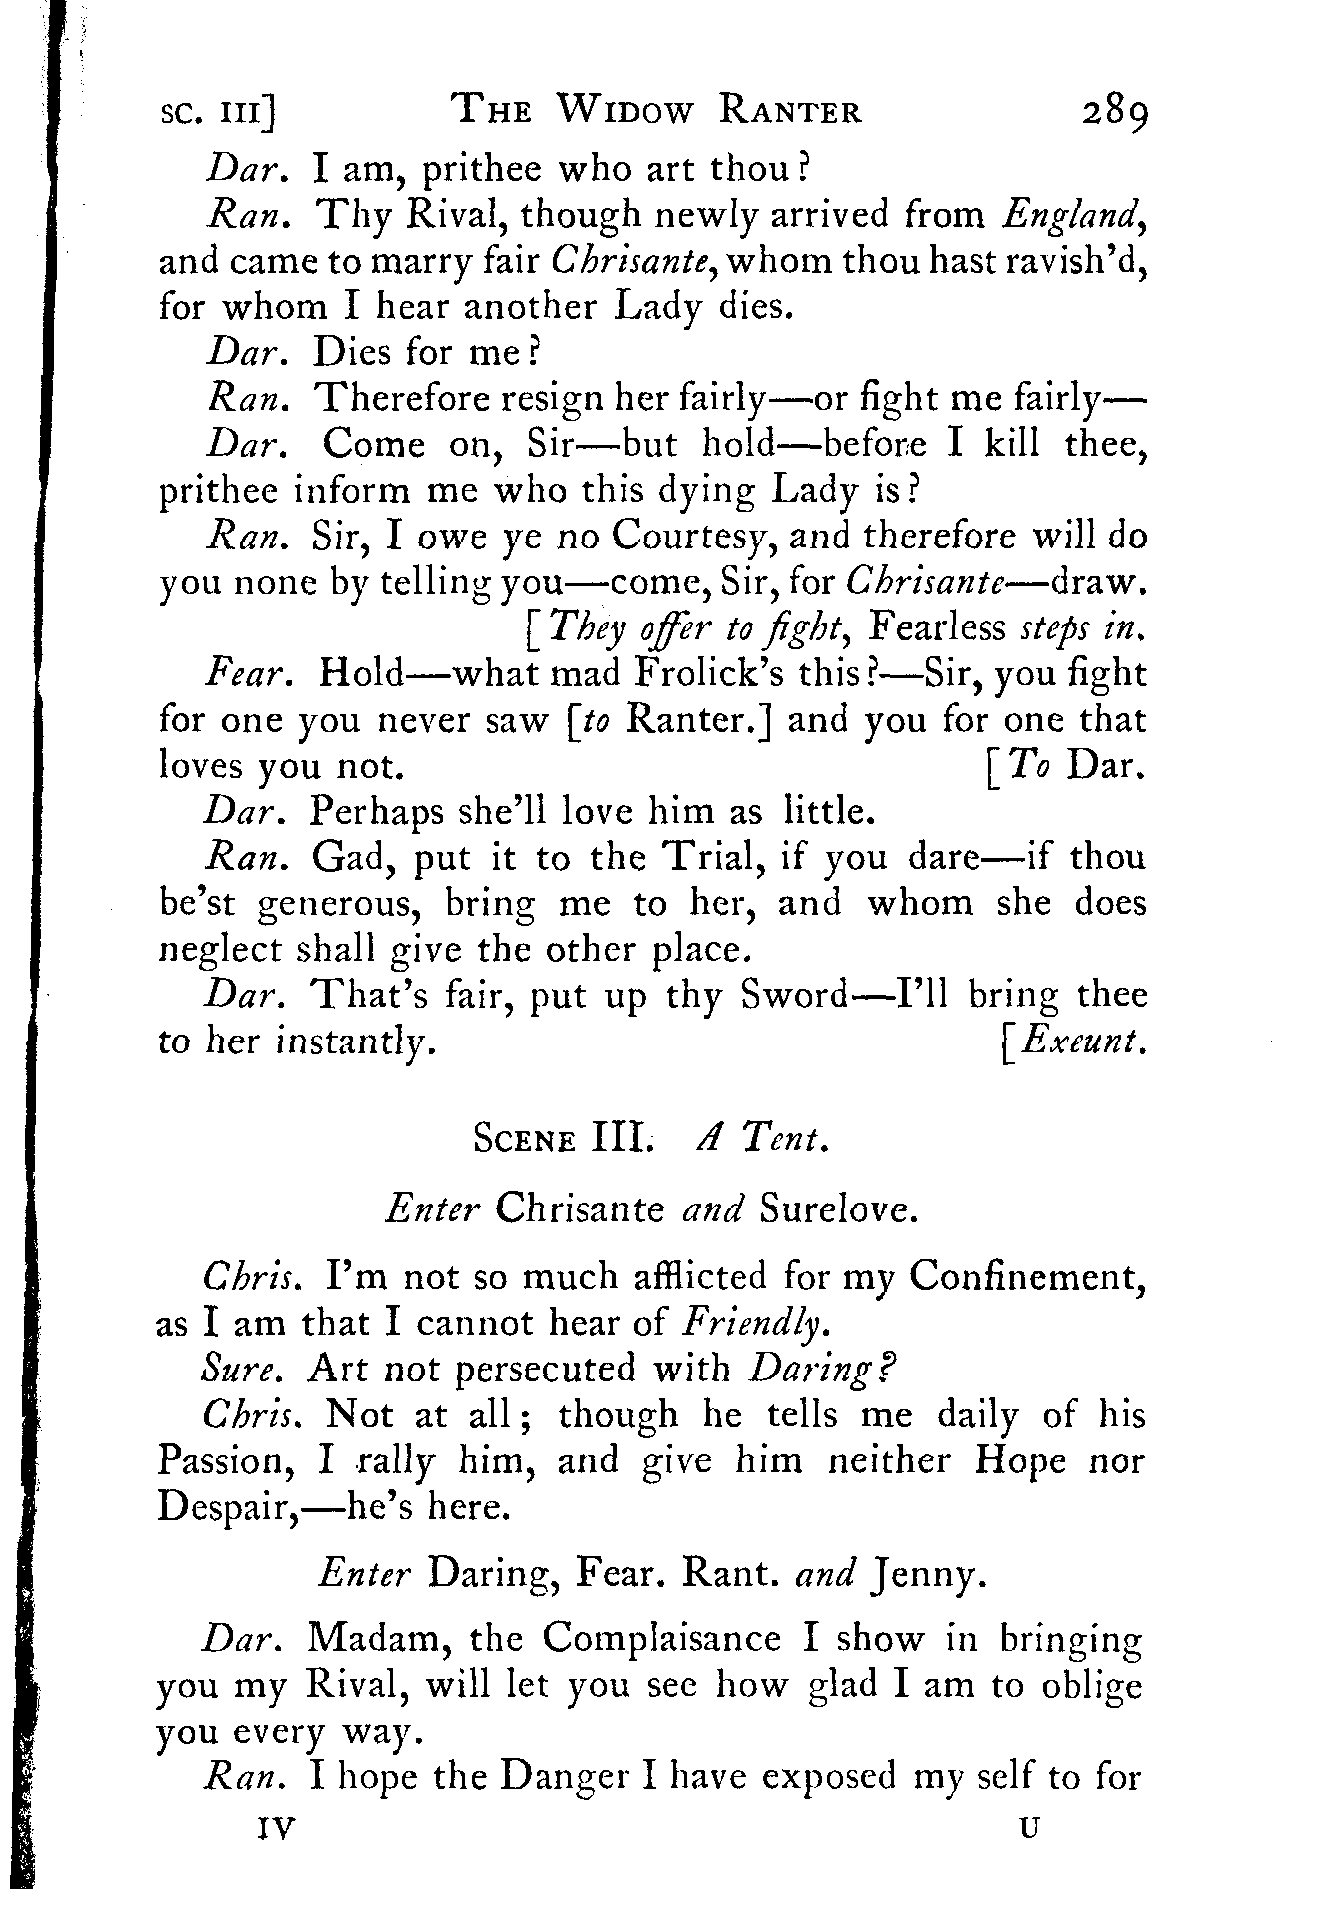 SC. III] THE WIDOW RANTER 289
Dar. I am, prithee who art thou?
Ran. Thy Rival, though newly arrived from England,
and came to marry fair Chrisante, whom thou hast ravish'd,
for whom I hear another Lady dies.
Dar. Dies for me?
Ran. Therefore resign her fairly—or fight me fairly—
Dar. Come on, Sir—but hold—before I kill thee,
prithee inform me who this dying Lady is?
Ran. Sir, I owe ye no Courtesy, and therefore will do
you none by telling you—come, Sir, for Chrisante—draw.
[They offer to fight, Fearless steps in.
Fear. Hold—what mad Frolick's this?—Sir, you fight
for one you never saw [to Ranter.] and you for one that
loves you not. [To Dar.
Dar. Perhaps she'll love him as little.
Ran. Gad, put it to the Trial, if you dare—if thou
be'st generous, bring me to her, and whom she does
neglect shall give the other place.
Dar. That's fair, put up thy Sword—I'll bring thee
to her instantly. [Exeunt.
SCENE III. A Tent.
Enter Chrisante and Surelove.
Chris. I'm not so much afflicted for my Confinement,
as I am that I cannot hear of Friendly.
Sure. Art not persecuted with Daring?
Chris. Not at all; though he tells me daily of his
Passion, I rally him, and give him neither Hope nor
Despair,—he's here.
Enter Daring, Fear. Rant. and Jenny.
Dar. Madam, the Complaisance I show in bringing
you my Rival, will let you see how glad I am to oblige
you every way.
Ran. I hope the Danger I have exposed my self to for
IV U